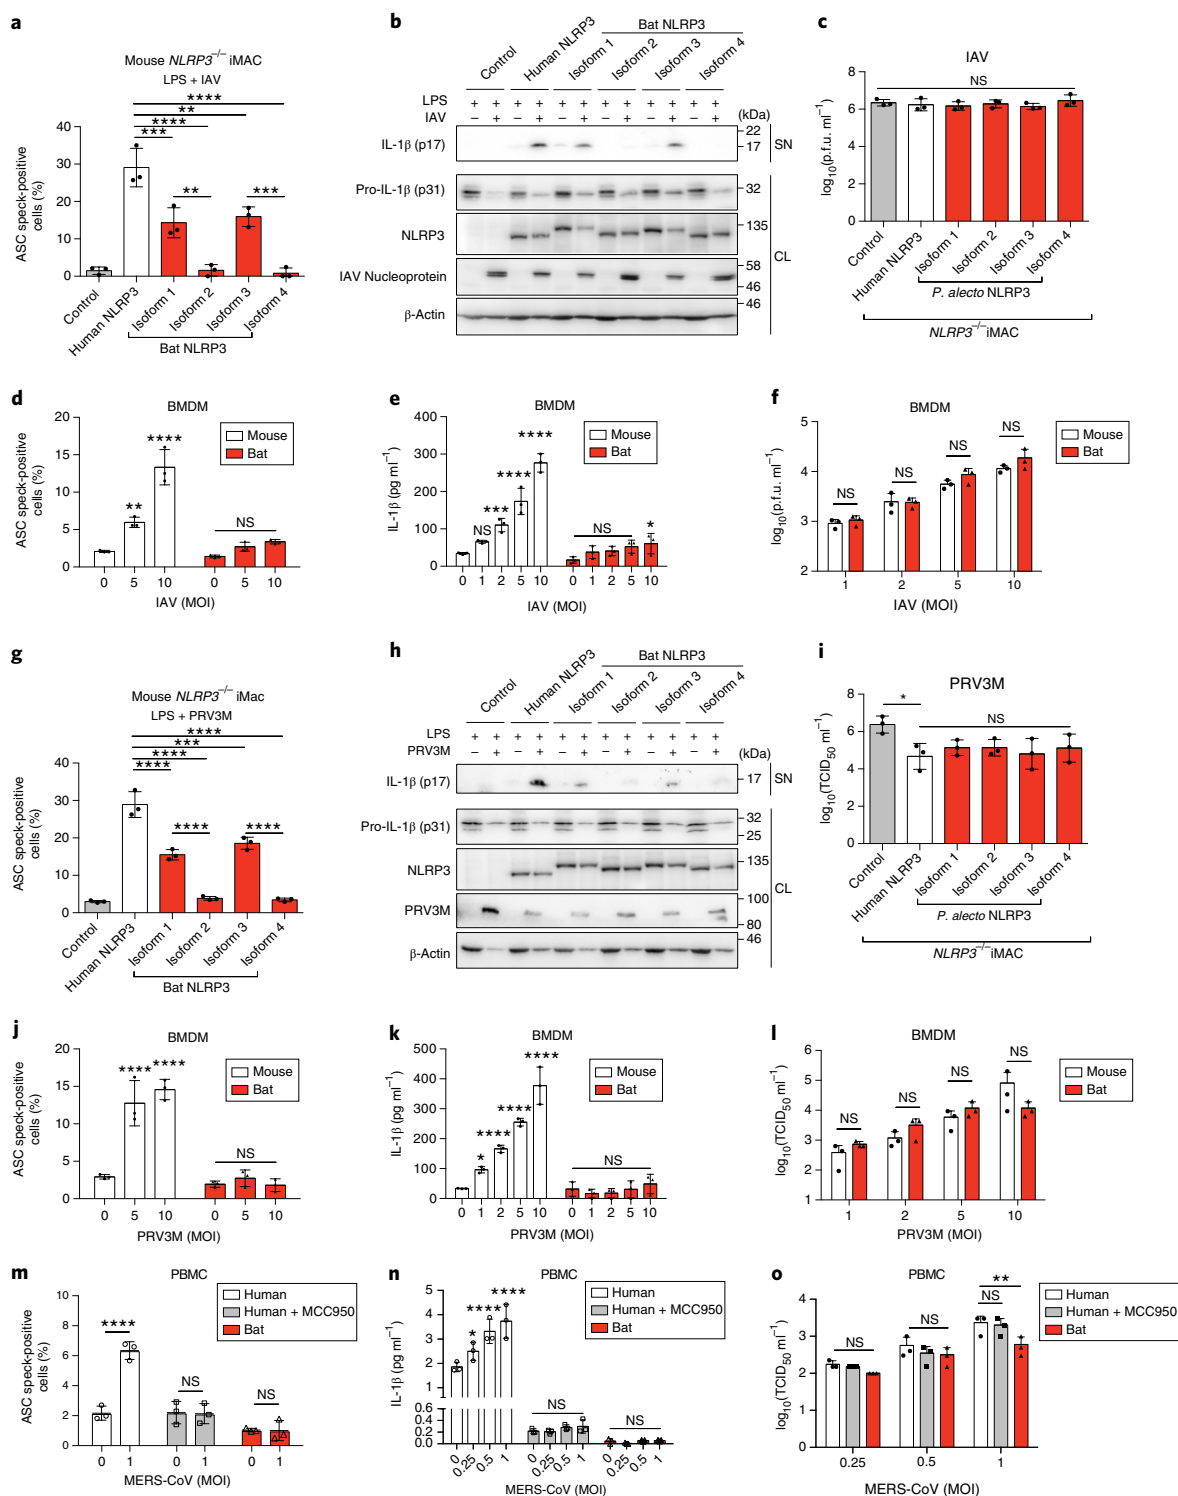 a
Mouse NLRP3–/– iMAC
LPS + IAV
****
**
****
***
**
***
ASC speck-positive
cells (%)
40
30
20
10
0
Control
Human NLRP3
Isoform 1
Isoform 2
Isoform 3
Isoform 4
Bat NLRP3
b
Bat NLRP3
Control
Human NLRP3
Isoform 1
Isoform 2
Isoform 3
Isoform 4
LPS + + + + + + + + + + + +
IAV – + – + – + – + – + – +
(kDa)
IL-1β (p17)
22
17
SN
Pro-IL-1β (p31)
32
NLRP3
135
IAV Nucleoprotein
58
46
β-Actin
46
CL
c
IAV
NS
log10(p.f.u. ml–1)
8
6
4
2
0
Control
Human NLRP3
Isoform 1
Isoform 2
Isoform 3
Isoform 4
P. alecto NLRP3
NLRP3–/–iMAC
d
BMDM
ASC speck-positive
cells (%)
20
15
10
5
0
**
****
NS
Mouse
Bat
0 5 10 0 5 10
IAV (MOI)
e
BMDM
IL-1β (pg ml–1)
400
300
200
100
0
NS
***
****
****
NS
*
Mouse
Bat
0 1 2 5 10 0 1 2 5 10
IAV (MOI)
f
BMDM
log10(p.f.u. ml–1)
5
4
3
2
NS
NS
NS
NS
Mouse
Bat
1 2 5 10
IAV (MOI)
g
Mouse NLRP3–/– iMac
LPS + PRV3M
****
***
****
****
****
****
ASC speck-positive
cells (%)
40
30
20
10
0
Control
Human NLRP3
Isoform 1
Isoform 2
Isoform 3
Isoform 4
Bat NLRP3
h
Bat NLRP3
Control
Human NLRP3
Isoform 1
Isoform 2
Isoform 3
Isoform 4
LPS + + + + + + + + + + + +
PRV3M – + – + – + – + – + – +
(kDa)
IL-1β (p17)
17
SN
Pro-IL-1β (p31)
32
25
NLRP3
135
PRV3M
100
80
β-Actin
46
CL
i
PRV3M
*
NS
log10(TCID50 ml–1)
8
6
4
2
0
Control
Human NLRP3
Isoform 1
Isoform 2
Isoform 3
Isoform 4
P. alecto NLRP3
NLRP3–/–iMAC
j
BMDM
ASC speck-positive
cells (%)
20
15
10
5
0
****
****
NS
Mouse
Bat
0 5 10 0 5 10
PRV3M (MOI)
k
BMDM
IL-1β (pg ml–1)
500
400
300
200
100
0
*
****
****
****
NS
Mouse
Bat
0 1 2 5 10 0 1 2 5 10
PRV3M (MOI)
l
BMDM
log10(TCID50 ml–1)
6
5
4
3
2
1
NS
NS
NS
NS
Mouse
Bat
1 2 5 10
PRV3M (MOI)
m
PBMC
ASC speck-positive
cells (%)
10
8
6
4
2
0
****
NS
NS
Human
Human + MCC950
Bat
0 1 0 1 0 1
MERS-CoV (MOI)
n
PBMC
IL-1β (pg ml–1)
5
4
3
2
1
0.4
0.2
0.1
0
*
****
****
NS
NS
Human
Human + MCC950
Bat
0 0.25 0.5 1 0 0.25 0.5 1 0 0.25 0.5 1
MERS-CoV (MOI)
o
PBMC
log10(TCID50 ml–1)
4
3
2
1
0
NS
NS
**
NS
Human
Human + MCC950
Bat
0.25 0.5 1
MERS-CoV (MOI)